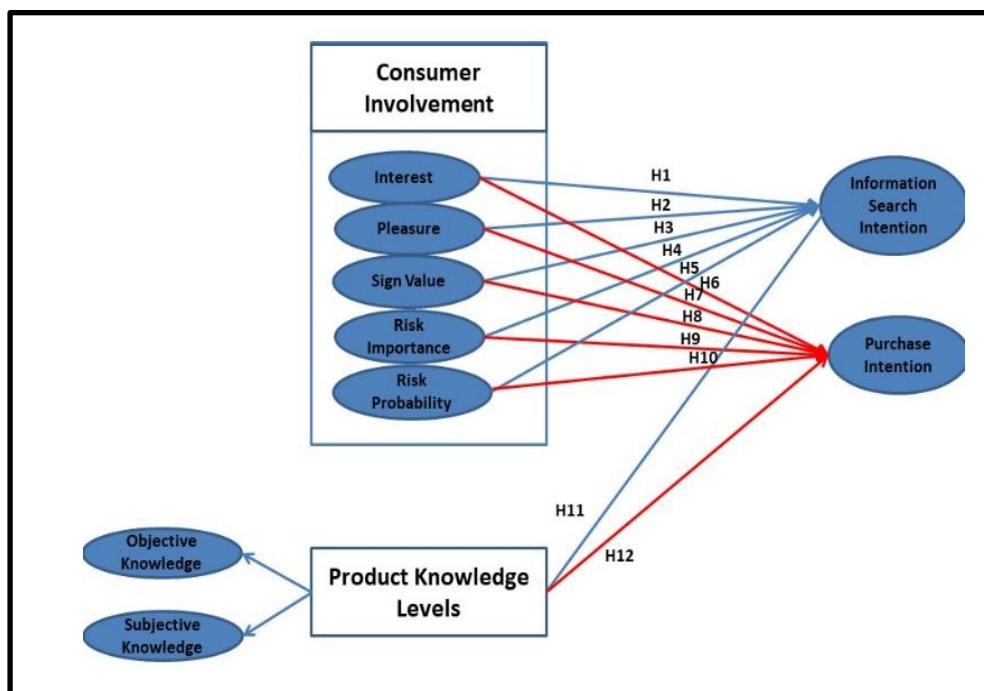 Consumer
Involvement
Interest
Pleasure
Sign Value
Risk
Importance
Risk
Probability
H1
H2
H3
H4
H5
H6
H7
H8
H9
H10
Information
Search
Intention
Purchase
Intention
H11
H12
Objective
Knowledge
Subjective
Knowledge
Product Knowledge
Levels